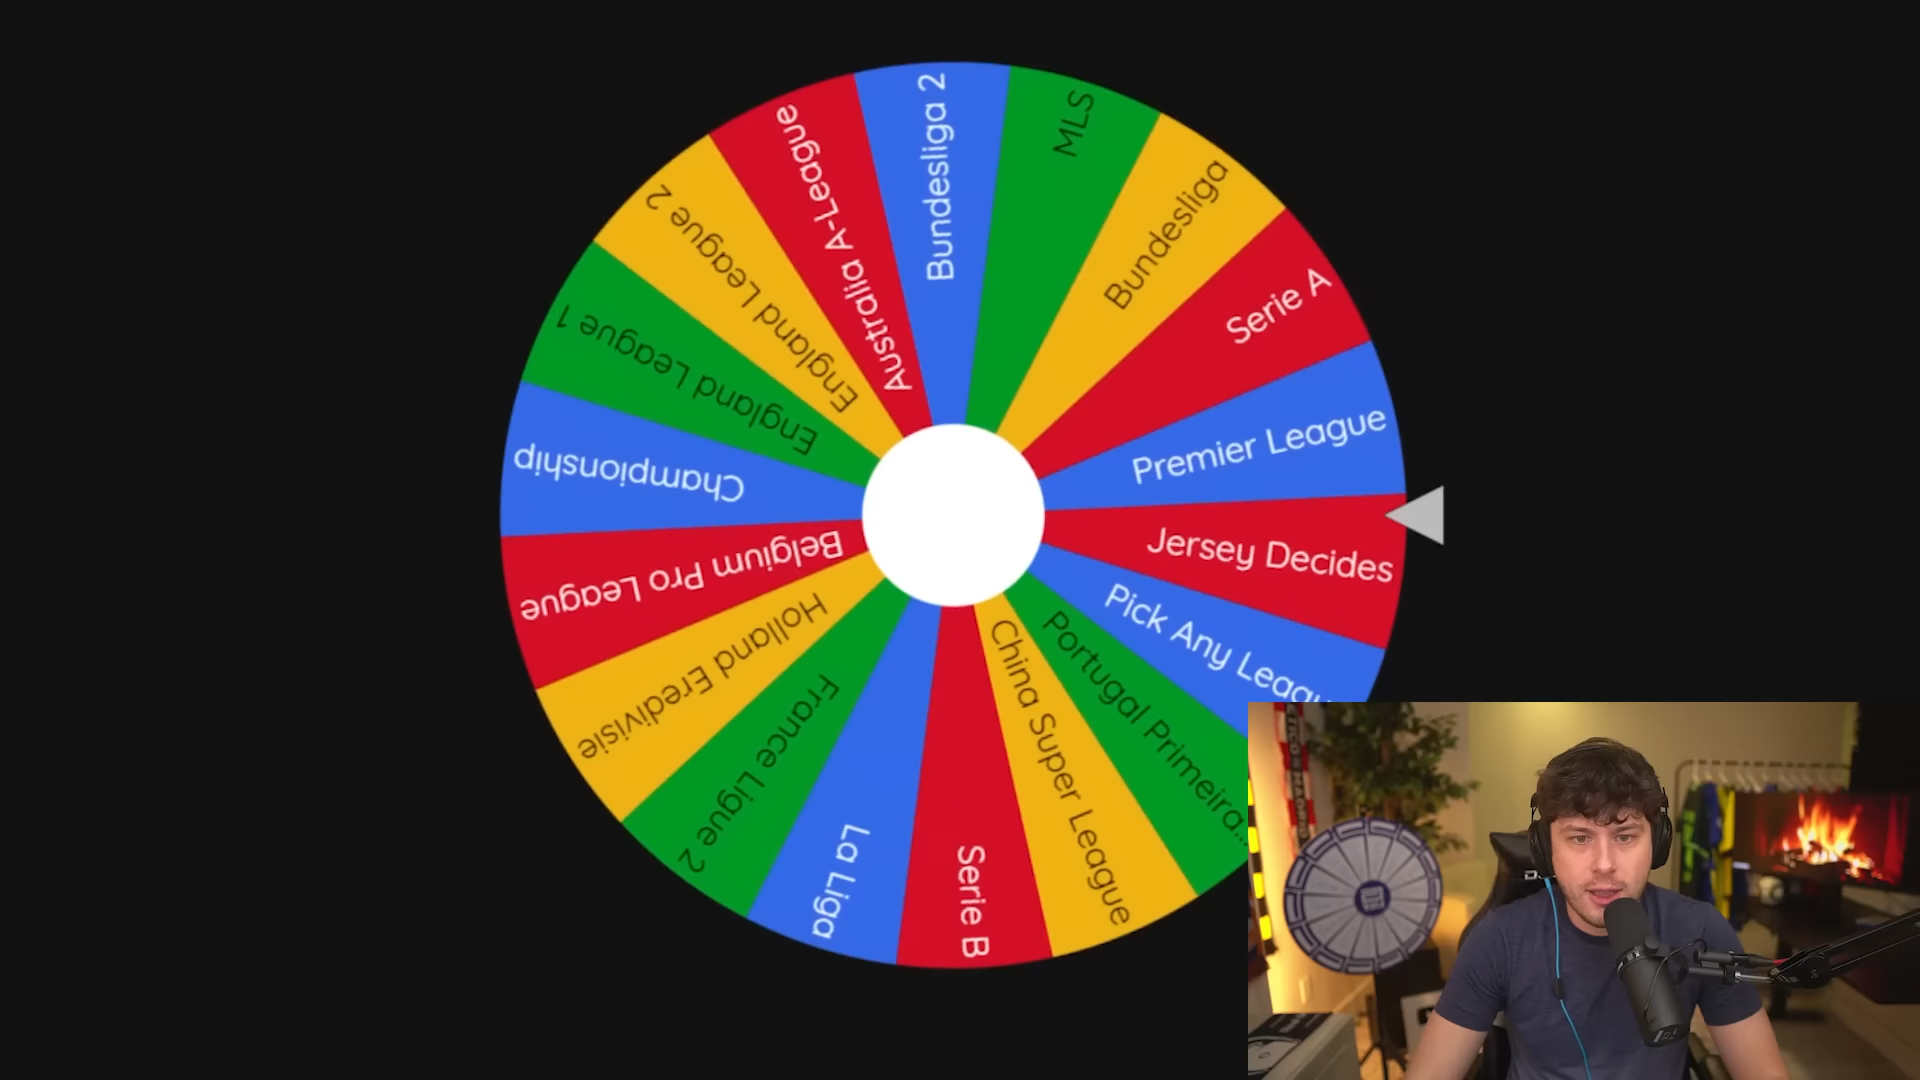 Bundesliga 2
MLS
Bundesliga
Serie A
Premier League
Jersey Decides
Pick Any Leagu
Portugal Primeira...
China Super League
Serie B
La Liga
France Ligue 2
Holland Eredivisie
Belgium Pro League
Championship
England League 1
England League 2
Australia A-League